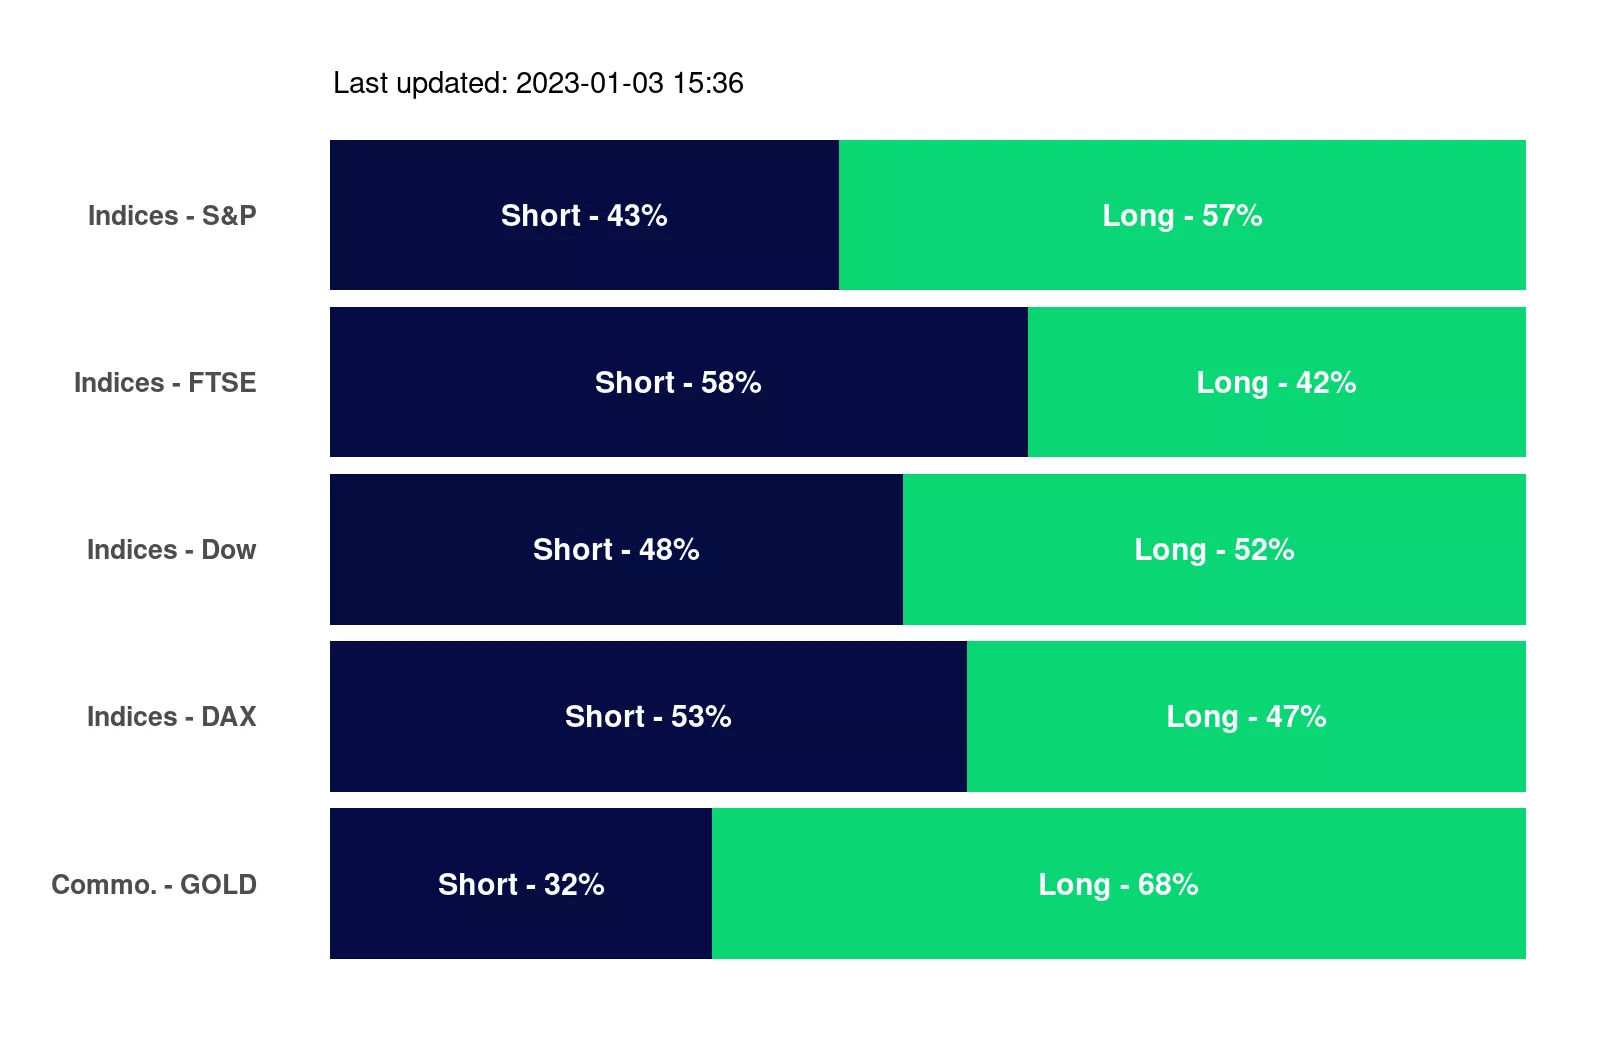 Last updated: 2023-01-03 15:36
Indices - S&P Short - 43% Long - 57%
Indices - FTSE Short - 58% Long - 42%
Indices - Dow Short - 48% Long - 52%
Indices - DAX Short - 53% Long - 47%
Commo. - GOLD Short - 32% Long - 68%